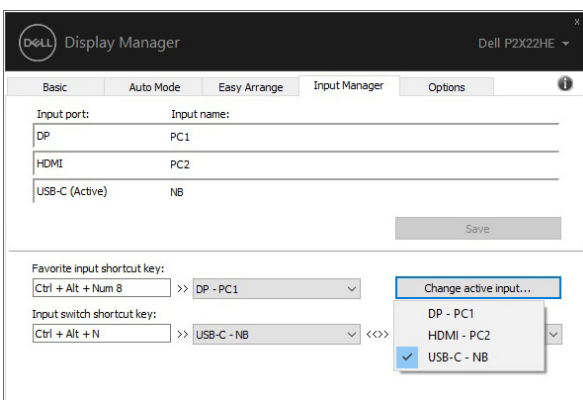 DELL Display Manager
Dell P2X22HE
Basic Auto Mode Easy Arrange Input Manager Options
Input port: Input name:
DP PC1
HDMI PC2
USB-C (Active) NB
Save
Favorite input shortcut key:
Ctrl + Alt + Num 8 >> DP - PC1 Change active input...
Input switch shortcut key:
Ctrl + Alt + N >> USB-C - NB <<>>
DP - PC1
HDMI - PC2
USB-C - NB